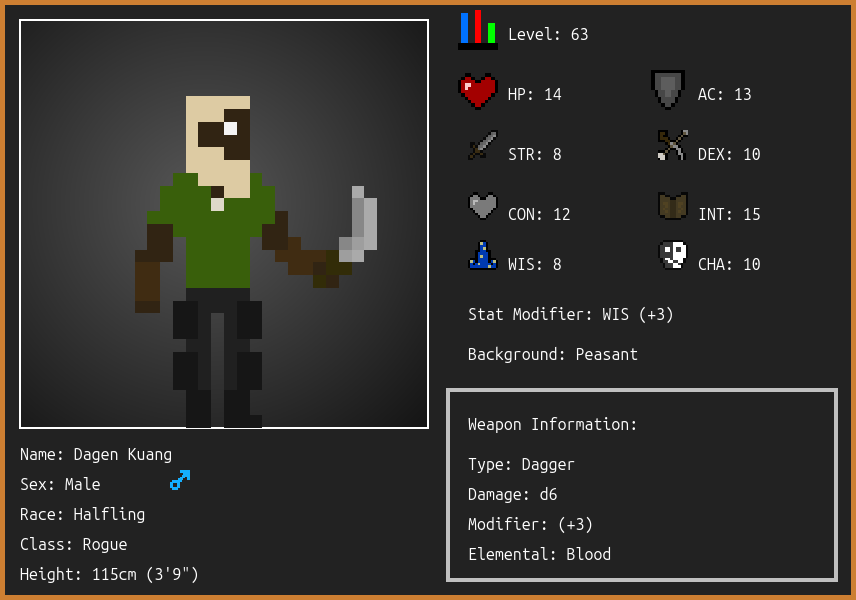 Level: 63
HP: 14
AC: 13
STR: 8
DEX: 10
CON: 12
INT: 15
WIS: 8
CHA: 10
Stat Modifier: WIS (+3)
Background: Peasant
Weapon Information:
Type: Dagger
Damage: d6
Modifier: (+3)
Elemental: Blood
Name: Dagen Kuang
Sex: Male
Race: Halfling
Class: Rogue
Height: 115cm (3'9")